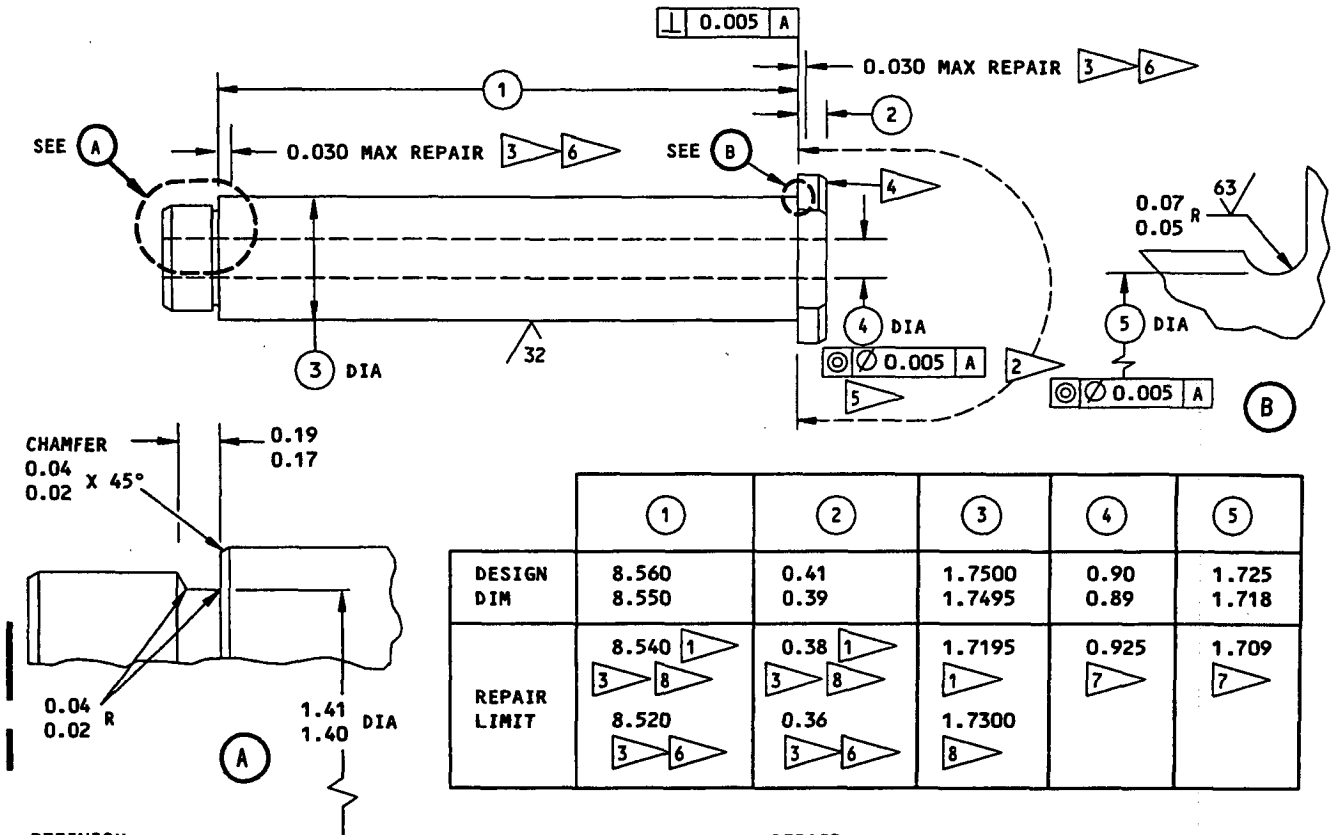 ⊥ 0.005 A
0.030 MAX REPAIR 3 6
1
2
SEE A
0.030 MAX REPAIR 3 6
SEE B
4
63
0.07
0.05 R
4 DIA
5 DIA
32
3 DIA
◎ Ø 0.005 A
2
5
◎ Ø 0.005 A
B
CHAMFER
0.04
0.02 X 45°
0.19
0.17
0.04
0.02 R
1.41
1.40 DIA
A
1 2 3 4 5
DESIGN DIM
8.560 0.41 1.7500 0.90 1.725
8.550 0.39 1.7495 0.89 1.718
REPAIR LIMIT
8.540 1 0.38 1 1.7195 0.925 1.709
3 8 3 8 1 7 7
8.520 0.36 1.7300
3 6 3 6 8